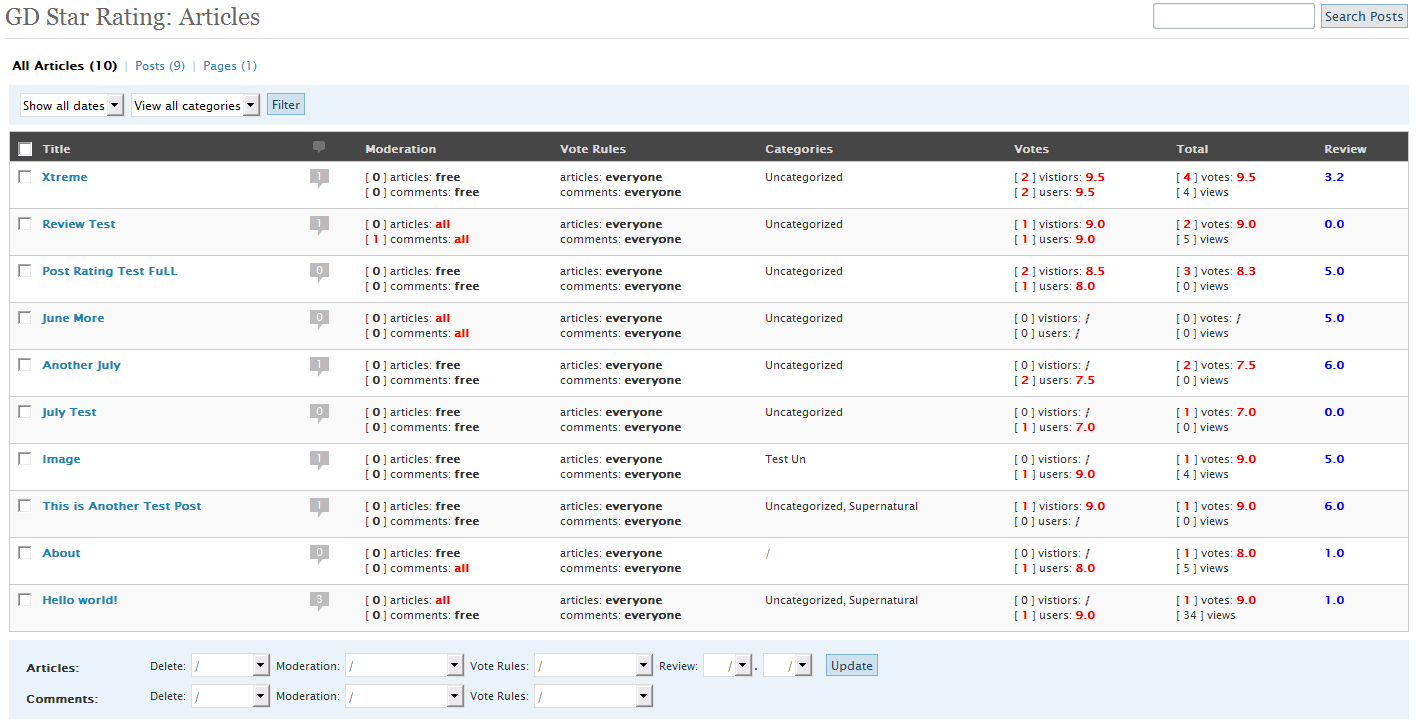 GD Star Rating: Articles
Search Posts
All Articles (10) | Posts (9) | Pages (1)
Show all dates View all categories Filter
Title Moderation Vote Rules Categories Votes Total Review
Xtreme 1 [ 0 ] articles: free articles: everyone Uncategorized [ 2 ] vistiors: 9.5 [ 4 ] votes: 9.5 3.2
[ 0 ] comments: free comments: everyone [ 2 ] users: 9.5 [ 4 ] views
Review Test 1 [ 0 ] articles: all articles: everyone Uncategorized [ 1 ] vistiors: 9.0 [ 2 ] votes: 9.0 0.0
[ 1 ] comments: all comments: everyone [ 1 ] users: 9.0 [ 5 ] views
Post Rating Test FuLL 0 [ 0 ] articles: free articles: everyone Uncategorized [ 2 ] vistiors: 8.5 [ 3 ] votes: 8.3 5.0
[ 0 ] comments: free comments: everyone [ 1 ] users: 8.0 [ 0 ] views
June More 0 [ 0 ] articles: all articles: everyone Uncategorized [ 0 ] vistiors: / [ 0 ] votes: / 5.0
[ 0 ] comments: all comments: everyone [ 0 ] users: / [ 0 ] views
Another July 1 [ 0 ] articles: free articles: everyone Uncategorized [ 0 ] vistiors: / [ 2 ] votes: 7.5 6.0
[ 0 ] comments: free comments: everyone [ 2 ] users: 7.5 [ 0 ] views
July Test 0 [ 0 ] articles: free articles: everyone Uncategorized [ 0 ] vistiors: / [ 1 ] votes: 7.0 0.0
[ 0 ] comments: free comments: everyone [ 1 ] users: 7.0 [ 0 ] views
Image 1 [ 0 ] articles: free articles: everyone Test Un [ 0 ] vistiors: / [ 1 ] votes: 9.0 5.0
[ 0 ] comments: free comments: everyone [ 1 ] users: 9.0 [ 4 ] views
This is Another Test Post 1 [ 0 ] articles: free articles: everyone Uncategorized, Supernatural [ 1 ] vistiors: 9.0 [ 1 ] votes: 9.0 6.0
[ 0 ] comments: free comments: everyone [ 0 ] users: / [ 0 ] views
About 0 [ 0 ] articles: free articles: everyone / [ 0 ] vistiors: / [ 1 ] votes: 8.0 1.0
[ 0 ] comments: all comments: everyone [ 1 ] users: 8.0 [ 5 ] views
Hello world! 3 [ 0 ] articles: all articles: everyone Uncategorized, Supernatural [ 0 ] vistiors: / [ 1 ] votes: 9.0 1.0
[ 0 ] comments: free comments: everyone [ 1 ] users: 9.0 [ 34 ] views
Articles: Delete: / Moderation: / Vote Rules: / Review: / . / Update
Comments: Delete: / Moderation: / Vote Rules: /